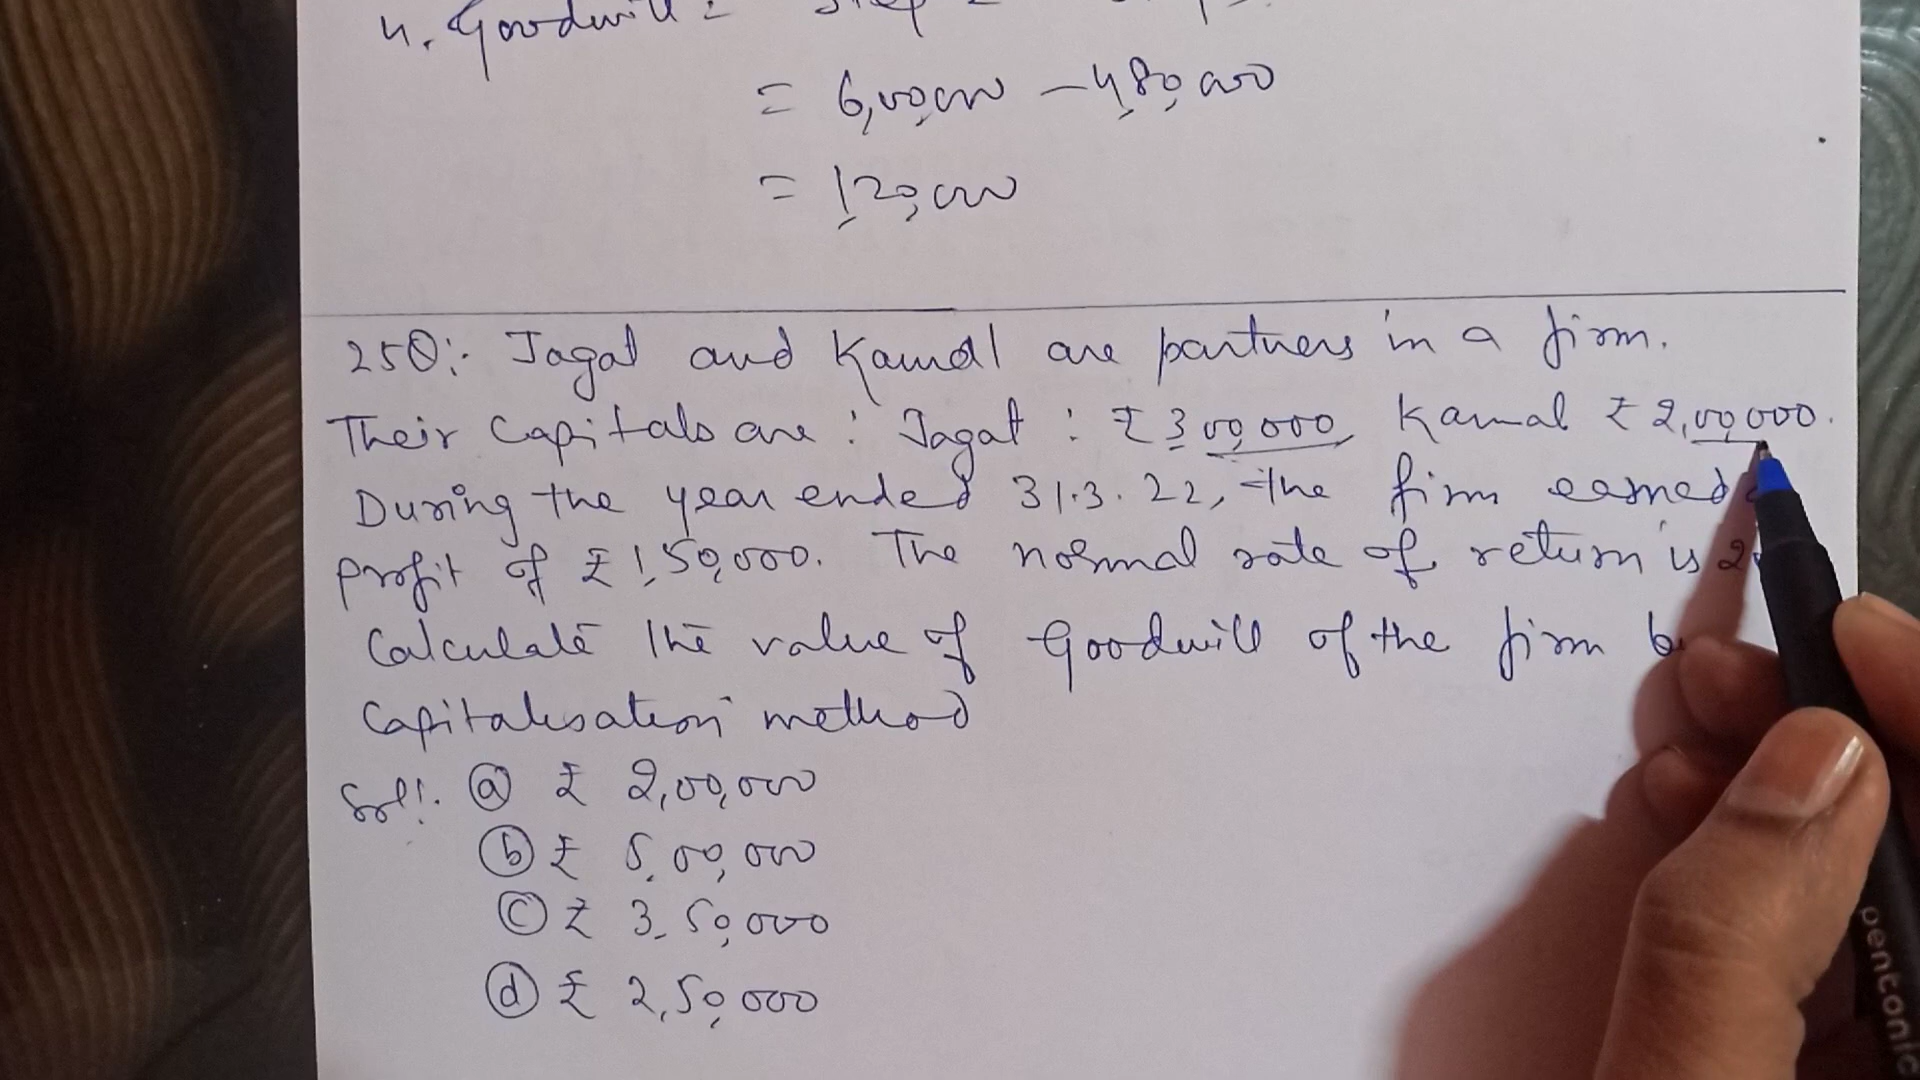 4. Goodwill =
= 6,00,000 - 4,80,000
= 1,20,000
250:- Jagat and Kamal are partners in a firm.
Their Capitals are : Jagat : ₹ 3 00,000, Kamal ₹ 2,00,000.
During the year ended 31.3.22, the firm earned
profit of ₹ 1,50,000. The normal rate of return is
Calculate the value of Goodwill of the firm
Capitalisation method
Sol:. (a) ₹ 2,00,000
(b) ₹ 5,00,000
(c) ₹ 3,50,000
(d) ₹ 2,50,000
pentonic